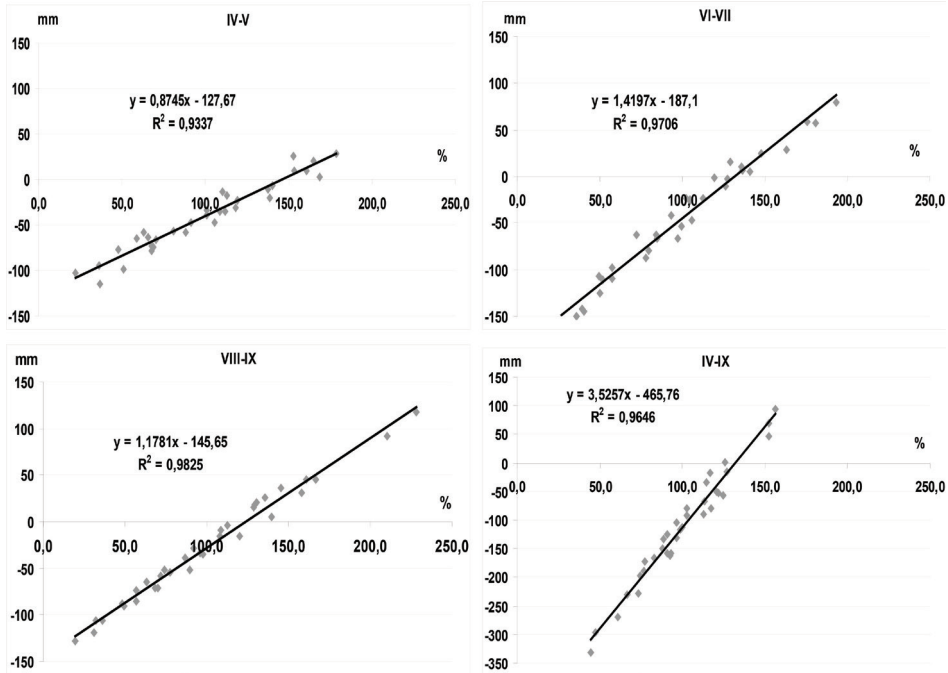 mm
IV-V
150
100
50
0
-50
-100
-150
0,0 50,0 100,0 150,0 200,0 250,0
%
y = 0,8745x - 127,67
R² = 0,9337
mm
VI-VII
150
100
50
0
-50
-100
-150
0,0 50,0 100,0 150,0 200,0 250,0
%
y = 1,4197x - 187,1
R² = 0,9706
mm
VIII-IX
150
100
50
0
-50
-100
-150
0,0 50,0 100,0 150,0 200,0 250,0
%
y = 1,1781x - 145,65
R² = 0,9825
mm
IV-IX
150
100
50
0
-50
-100
-150
-200
-250
-300
-350
0,0 50,0 100,0 150,0 200,0 250,0
%
y = 3,5257x - 465,76
R² = 0,9646